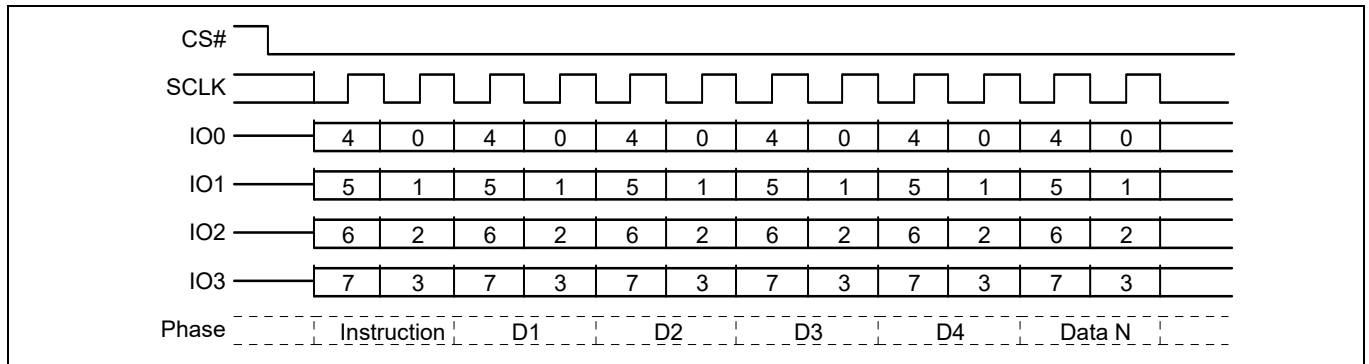 CS#
SCLK
IO0 4 0 4 0 4 0 4 0 4 0 4 0
IO1 5 1 5 1 5 1 5 1 5 1 5 1
IO2 6 2 6 2 6 2 6 2 6 2 6 2
IO3 7 3 7 3 7 3 7 3 7 3 7 3
Phase Instruction D1 D2 D3 D4 Data N